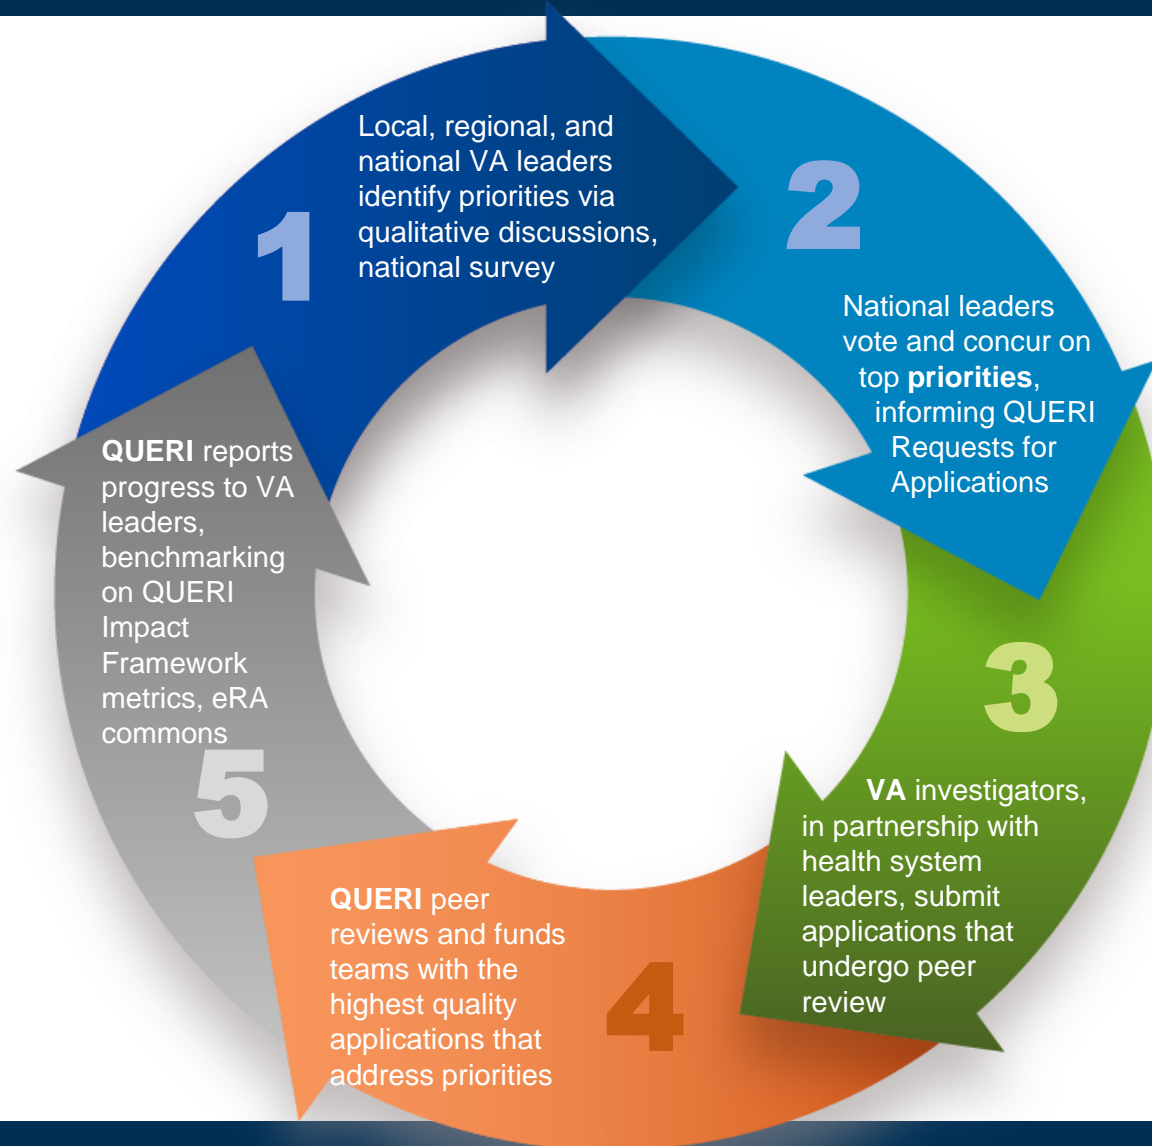 1
Local, regional, and
national VA leaders
identify priorities via
qualitative discussions,
national survey
2
National leaders
vote and concur on
top priorities,
informing QUERI
Requests for
Applications
3
VA investigators,
in partnership with
health system
leaders, submit
applications that
undergo peer
review
4
QUERI peer
reviews and funds
teams with the
highest quality
applications that
address priorities
5
QUERI reports
progress to VA
leaders,
benchmarking
on QUERI
Impact
Framework
metrics, eRA
commons